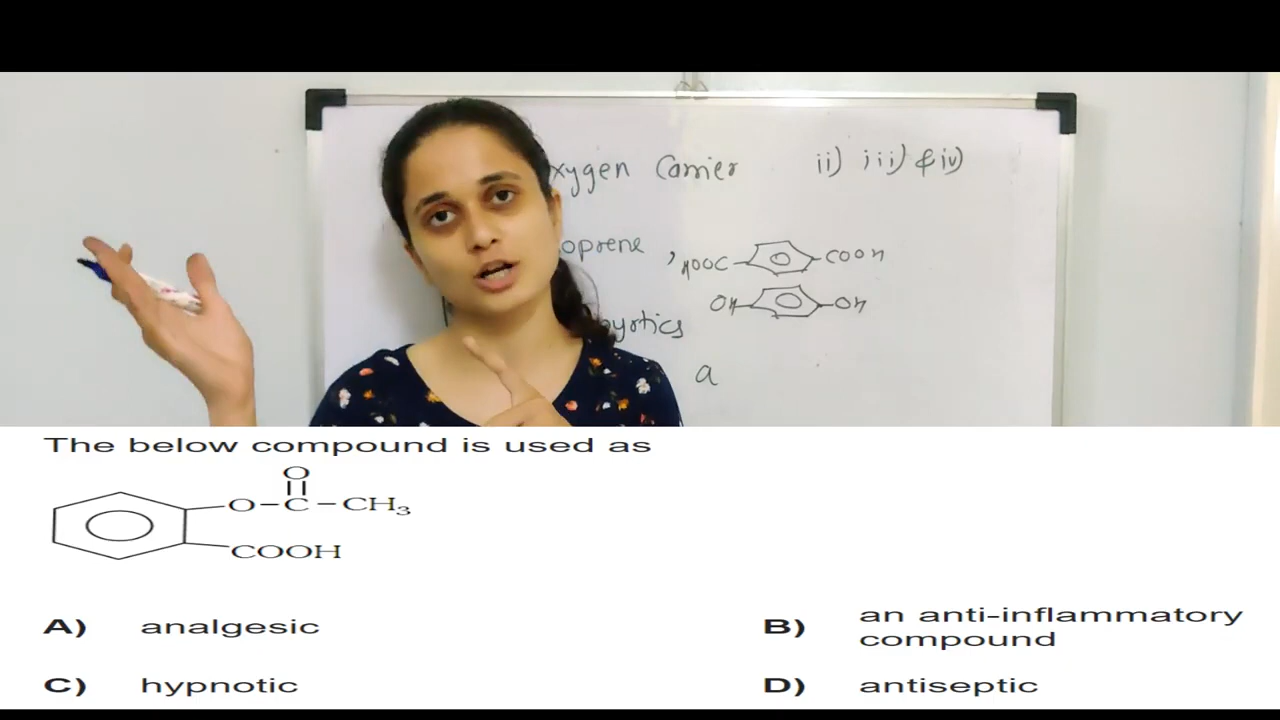 xygen Carrier ii) iii) & iv)
oprene , HOOC COOH
OH OH
pyrtics
a
The below compound is used as
O
O – C – CH₃
COOH
A) analgesic
B) an anti-inflammatory
compound
C) hypnotic
D) antiseptic